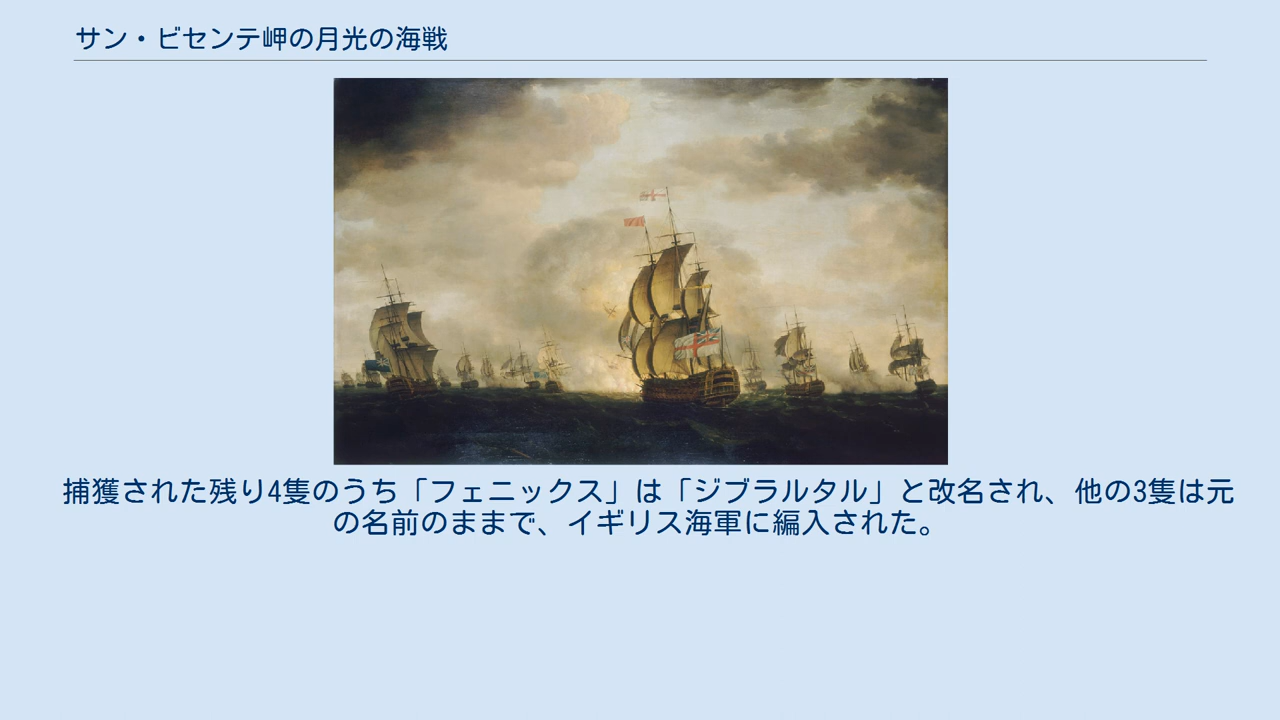 サン・ビセンテ岬の月光の海戦
捕獲された残り4隻のうち「フェニックス」は「ジブラルタル」と改名され、他の3隻は元
の名前のままで、イギリス海軍に編入された。